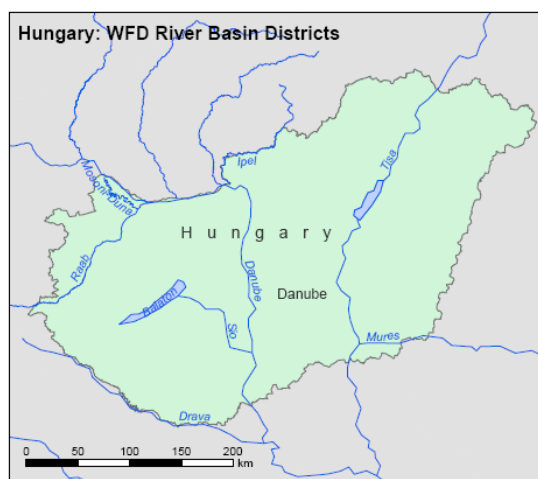 Hungary: WFD River Basin Districts
Ipel
Tisa
Mosoni-Duna
Hungary
Raab
Danube
Balaton
Danube
Sio
Mures
Drava
0 50 100 150 200
km